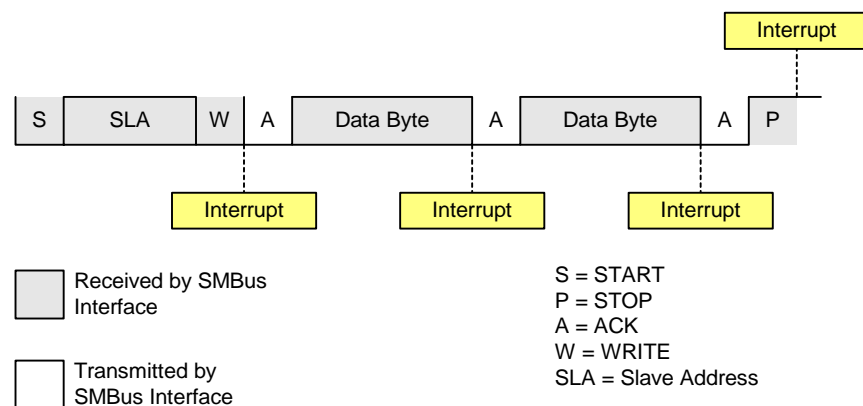 Interrupt
S
SLA
W
A
Data Byte
A
Data Byte
A
P
Interrupt
Interrupt
Interrupt
Received by SMBus
Interface
Transmitted by
SMBus Interface
S = START
P = STOP
A = ACK
W = WRITE
SLA = Slave Address